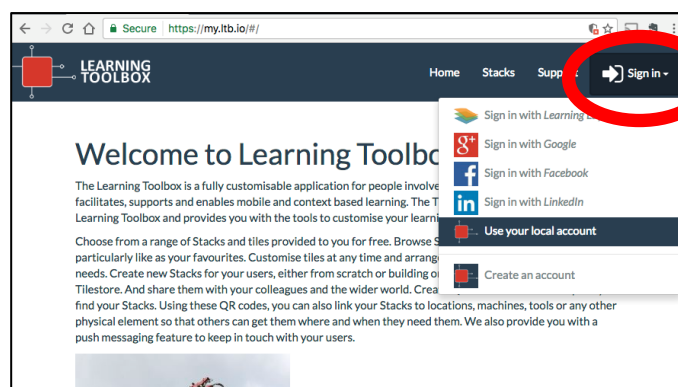 Secure https://my.ltb.io/#/
LEARNING
TOOLBOX
Home Stacks Sign in
Sign in with Learning
Sign in with Google
Sign in with Facebook
Sign in with LinkedIn
Use your local account
Create an account
Welcome to Learning
The Learning Toolbox is a fully customisable application for people
facilitates, supports and enables mobile and context based learning. The
Learning Toolbox and provides you with the tools to customise your
Choose from a range of Stacks and tiles provided to you for free. Browse
particularly like as your favourites. Customise tiles at any time and
needs. Create new Stacks for your users, either from scratch or building
Tilestore. And share them with your colleagues and the wider world.
find your Stacks. Using these QR codes, you can also link your Stacks to locations, machines, tools or any other
physical element so that others can get them where and when they need them. We also provide you with a
push messaging feature to keep in touch with your users.